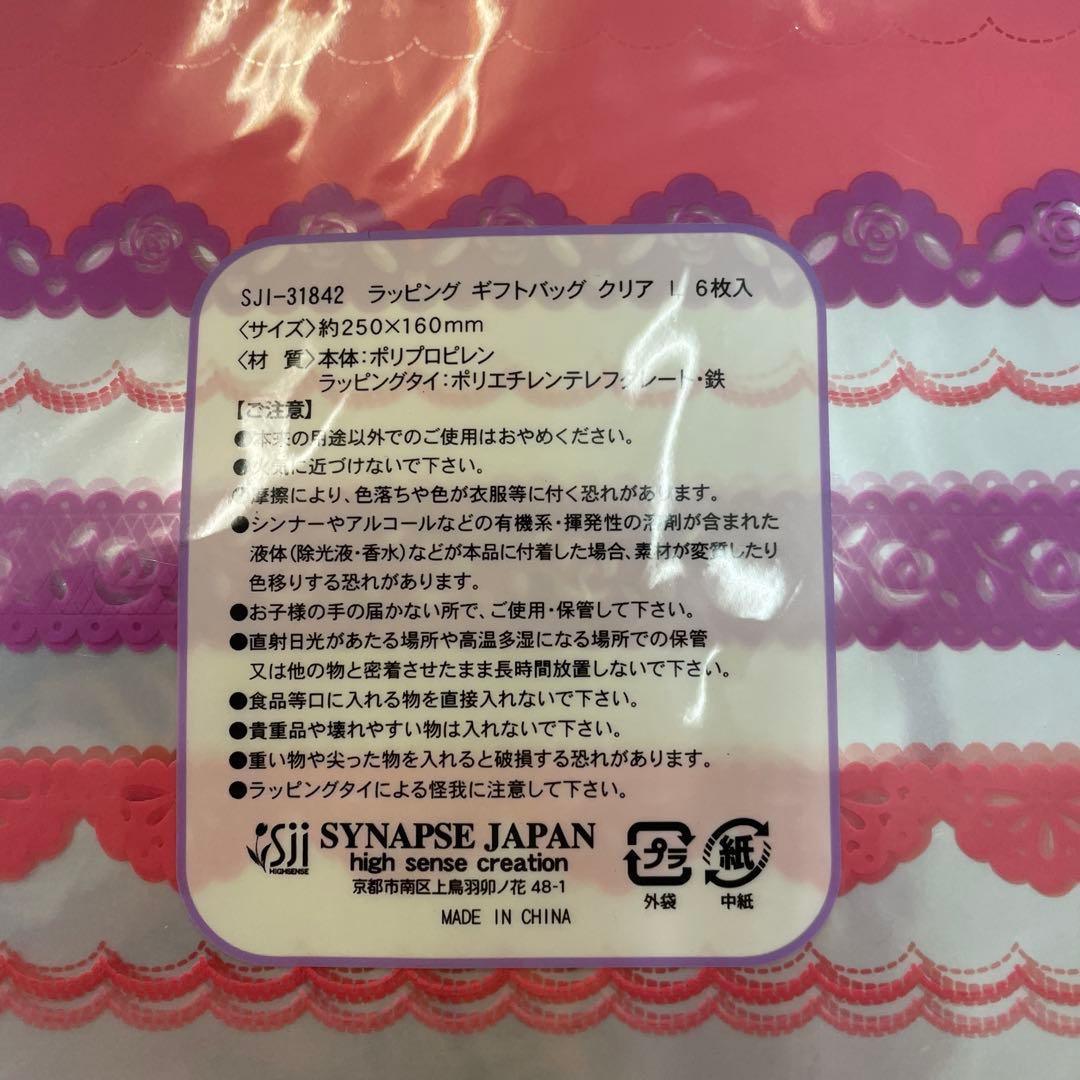 SJI-31842 ラッピング ギフトバッグ クリア L 6枚入
〈サイズ〉約250×160mm
〈材 質〉本体:ポリプロピレン
ラッピングタイ:ポリエチレンテレフタレート・鉄
【ご注意】
●本来の用途以外でのご使用はおやめください。
●火気に近づけないで下さい。
●摩擦により、色落ちや色が衣服等に付く恐れがあります。
●シンナーやアルコールなどの有機系・揮発性の溶剤が含まれた
液体(除光液・香水)などが本品に付着した場合、素材が変質したり
色移りする恐れがあります。
●お子様の手の届かない所で、ご使用・保管して下さい。
●直射日光があたる場所や高温多湿になる場所での保管
又は他の物と密着させたまま長時間放置しないで下さい。
●食品等口に入れる物を直接入れないで下さい。
●貴重品や壊れやすい物は入れないで下さい。
●重い物や尖った物を入れると破損する恐れがあります。
●ラッピングタイによる怪我に注意して下さい。
Sji HIGHSENSE
SYNAPSE JAPAN
high sense creation
京都市南区上鳥羽卯ノ花 48-1
MADE IN CHINA
プラ 外袋
紙 中紙